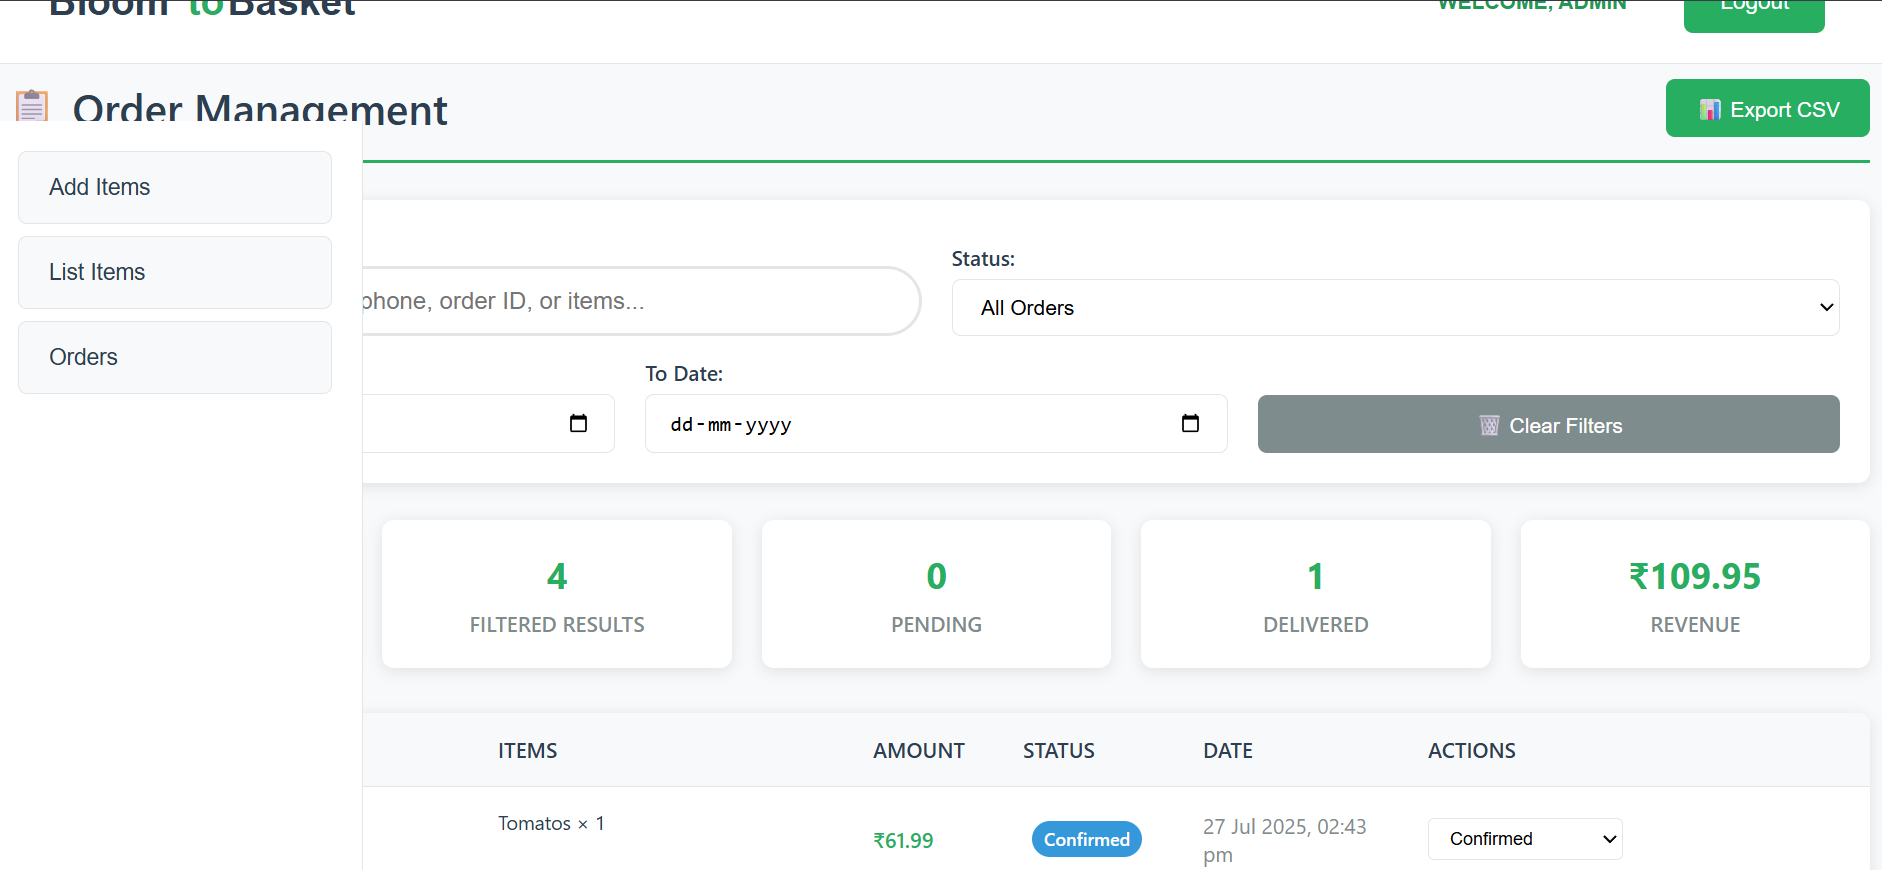 Bloom toBasket
WELCOME, ADMIN
Logout
Order Management
Export CSV
Add Items
List Items
Orders
phone, order ID, or items...
Status:
All Orders
To Date:
dd-mm-yyyy
Clear Filters
4
FILTERED RESULTS
0
PENDING
1
DELIVERED
₹109.95
REVENUE
ITEMS AMOUNT STATUS DATE ACTIONS
Tomatos × 1
₹61.99
Confirmed
27 Jul 2025, 02:43
pm
Confirmed